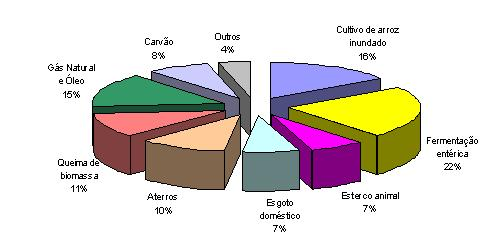 Cultivo de arroz
inundado
16%
Fermentação
entérica
22%
Esterco animal
7%
Esgoto
doméstico
7%
Aterros
10%
Queima de
biomassa
11%
Gás Natural
e Óleo
15%
Carvão
8%
Outros
4%